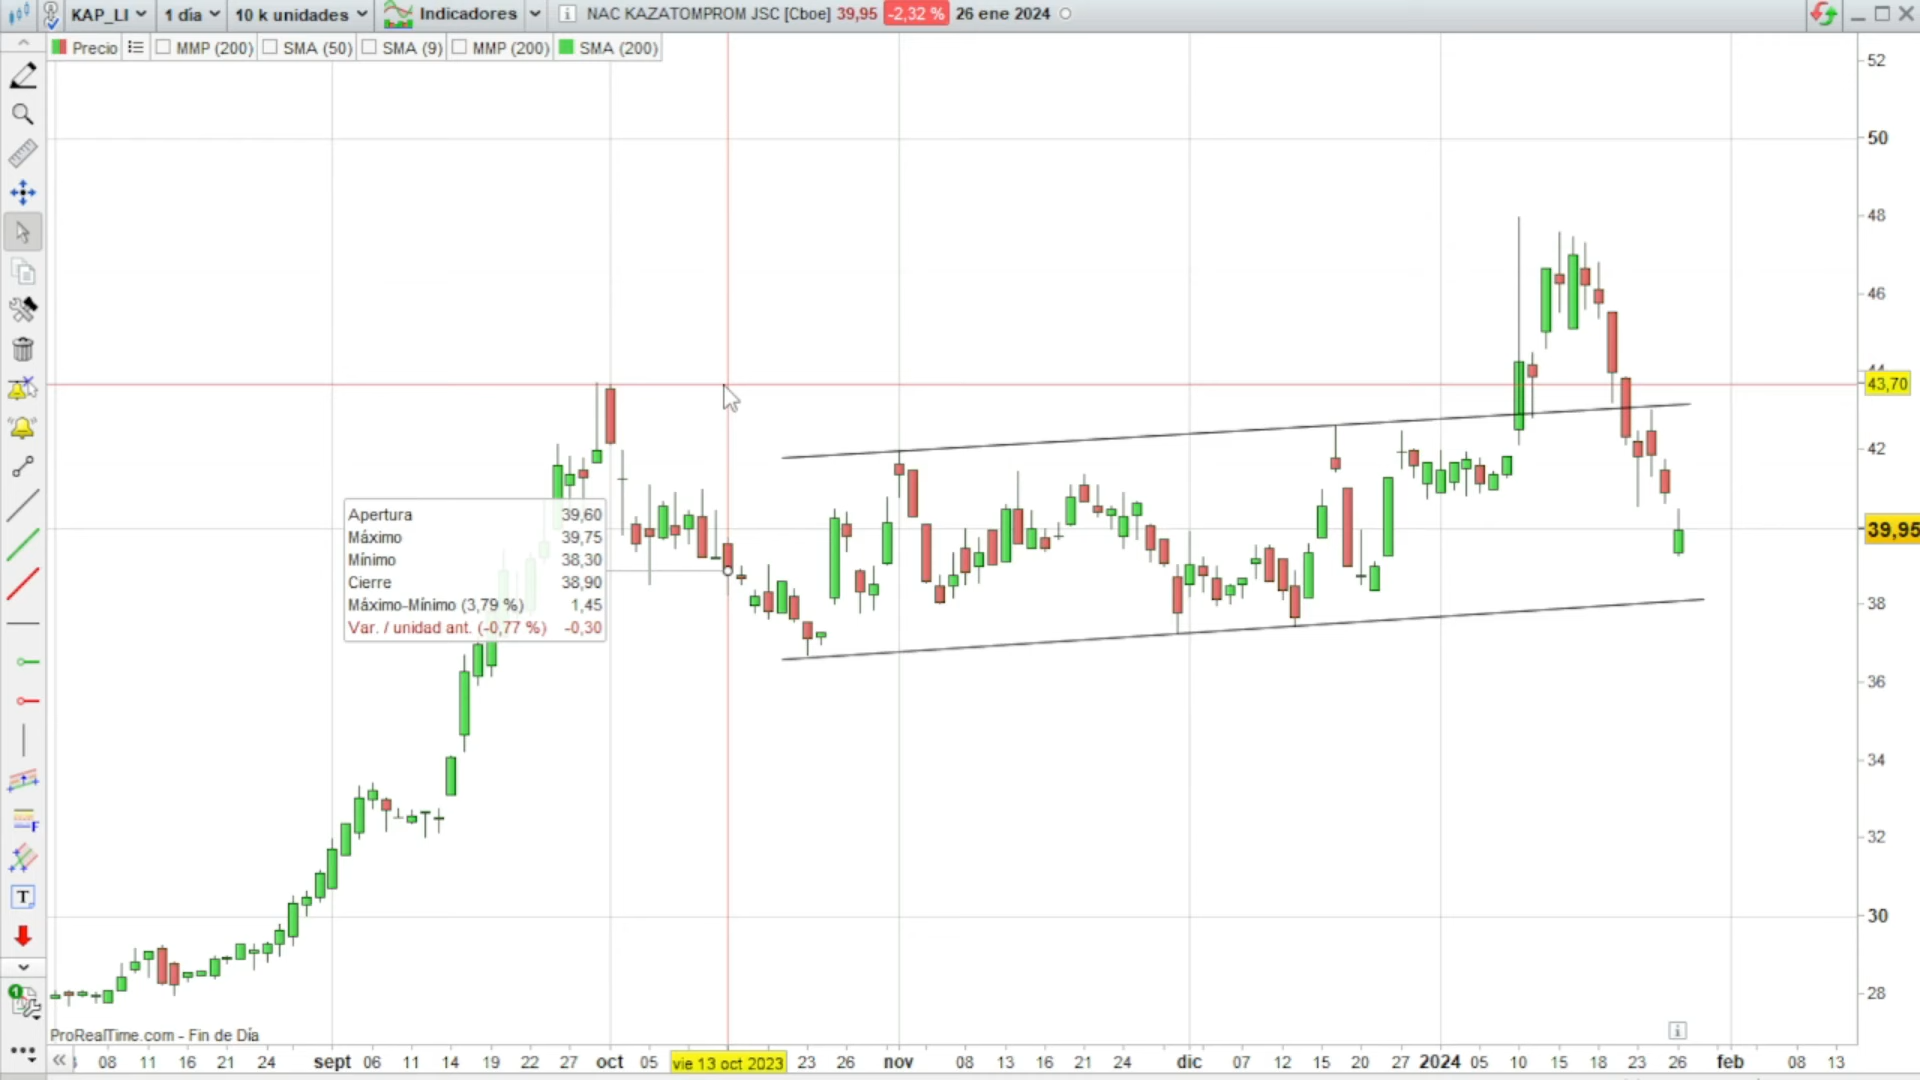 KAP_LI 1 día 10 k unidades Indicadores NAC KAZATOMPROM JSC [Cboe] 39,95 -2,32 % 26 ene 2024
Precio MMP (200) SMA (50) SMA (9) MMP (200) SMA (200)
52
50
48
46
44
43,70
42
39,95
38
36
34
32
30
28
Apertura 39,60
Máximo 39,75
Mínimo 38,30
Cierre 38,90
Máximo-Mínimo (3,79 %) 1,45
Var. / unidad ant. (-0,77 %) -0,30
F
T
1
ProRealTime.com - Fin de Día
08 11 16 21 24 sept 06 11 14 19 22 27 oct 05 vie 13 oct 2023 23 26 nov 08 13 16 21 24 dic 07 12 15 20 27 2024 05 10 15 18 23 26 feb 08 13